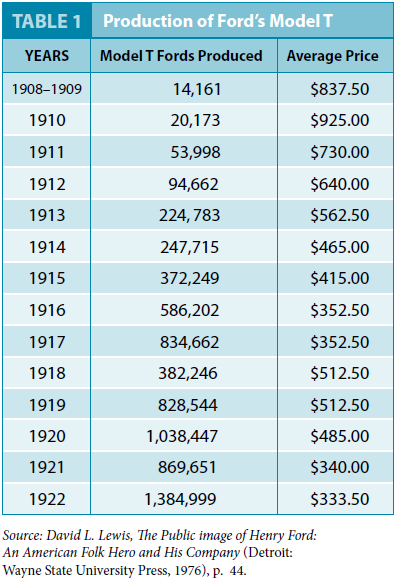 TABLE 1 Production of Ford's Model T
YEARS Model T Fords Produced Average Price
1908–1909 14,161 $837.50
1910 20,173 $925.00
1911 53,998 $730.00
1912 94,662 $640.00
1913 224,783 $562.50
1914 247,715 $465.00
1915 372,249 $415.00
1916 586,202 $352.50
1917 834,662 $352.50
1918 382,246 $512.50
1919 828,544 $512.50
1920 1,038,447 $485.00
1921 869,651 $340.00
1922 1,384,999 $333.50
Source: David L. Lewis, The Public image of Henry Ford:
An American Folk Hero and His Company (Detroit:
Wayne State University Press, 1976), p. 44.